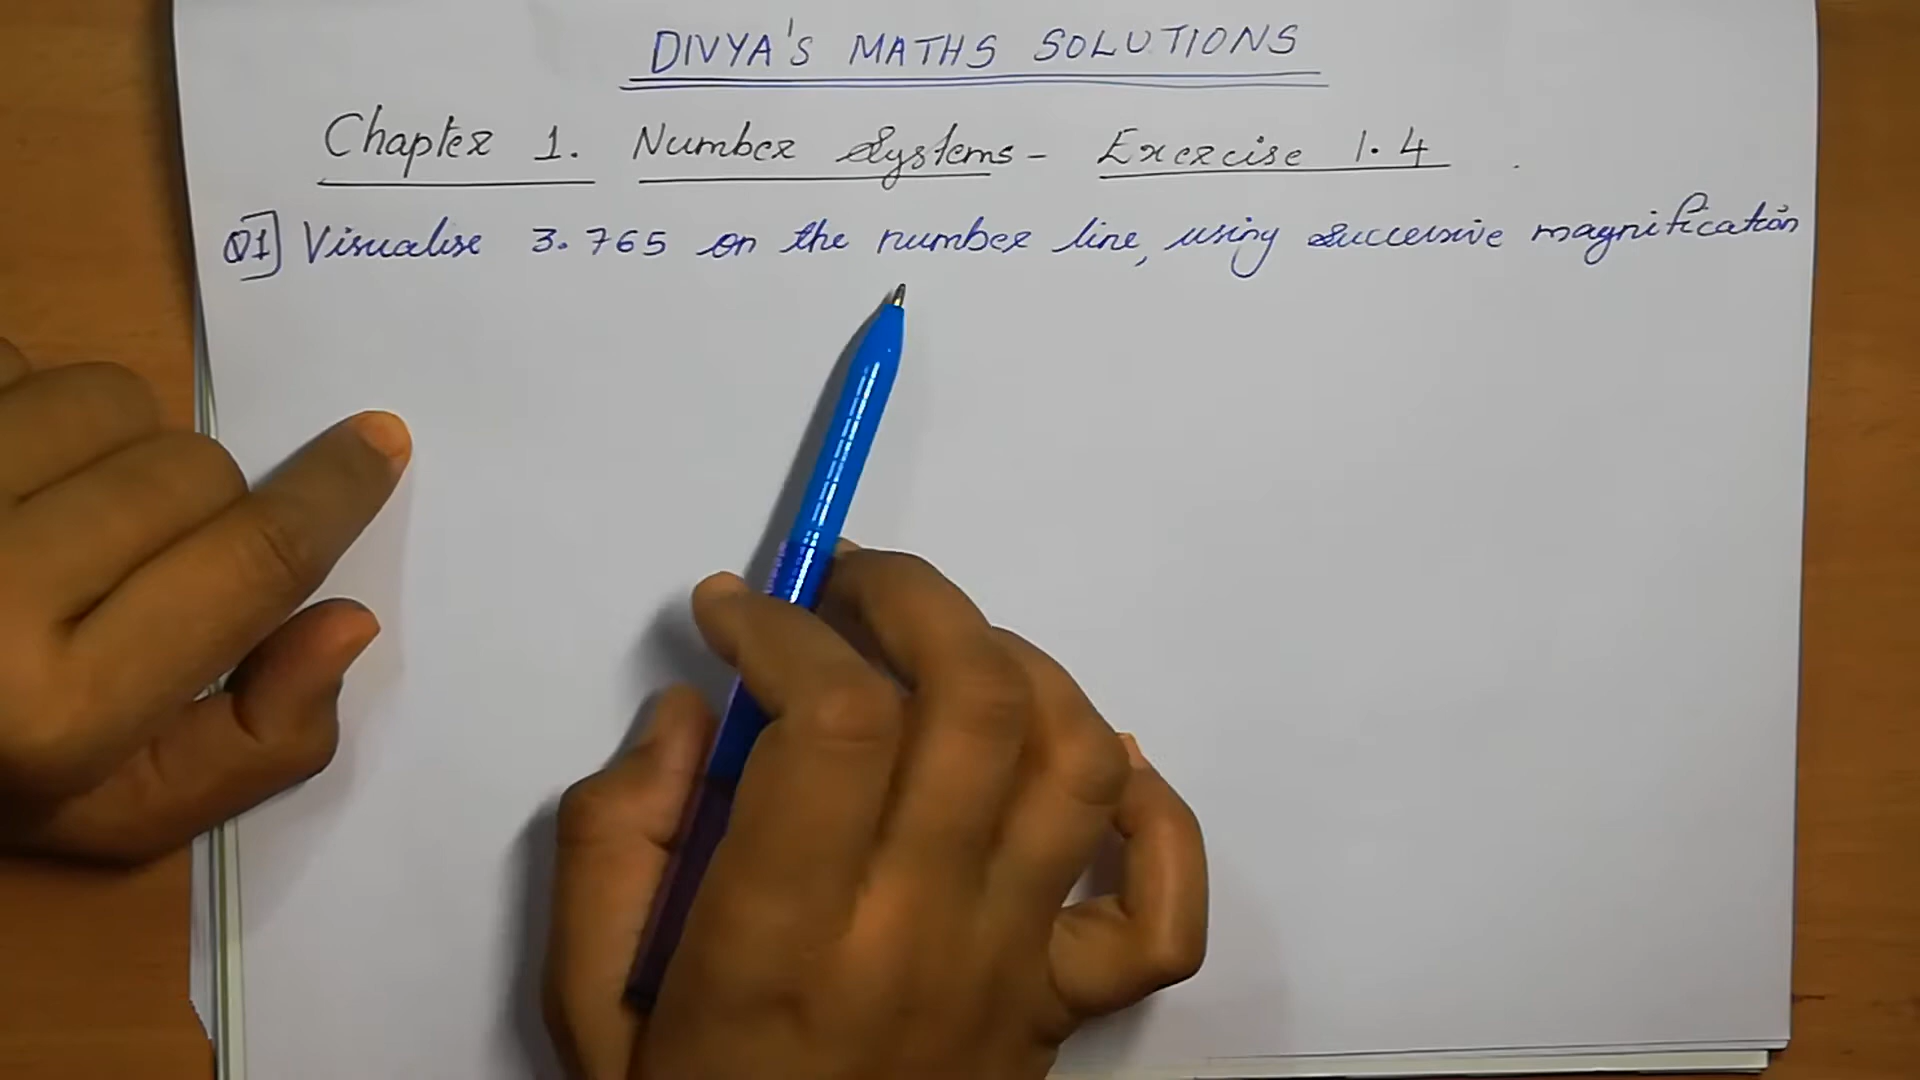 DIVYA'S MATHS SOLUTIONS
Chapter 1. Number Systems - Exercise 1.4
Q1] Visualise 3.765 on the number line, using successive magnification